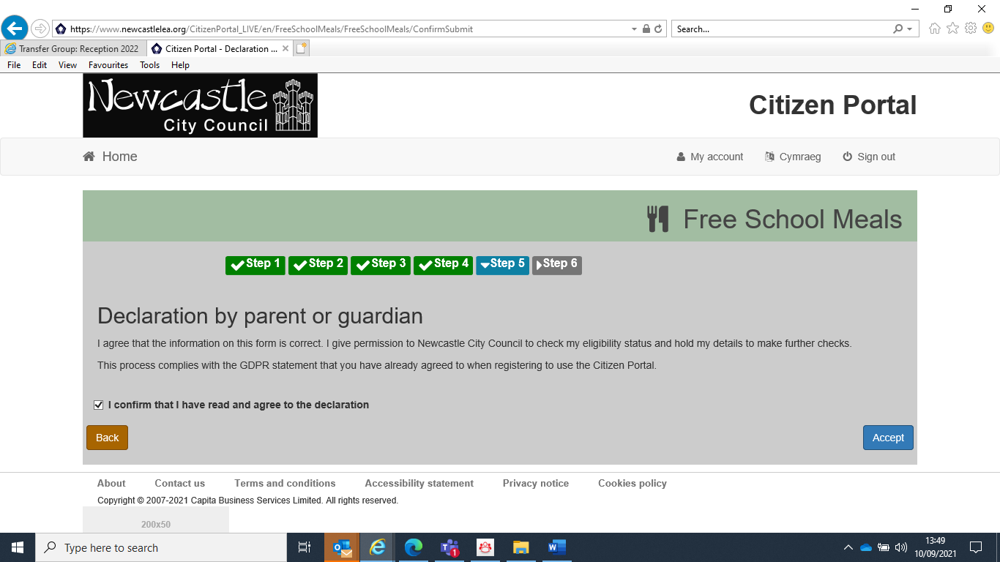 https://www.newcastlelea.org/CitizenPortal_LIVE/en/FreeSchoolMeals/FreeSchoolMeals/ConfirmSubmit
Search...
Transfer Group: Reception 2022
Citizen Portal - Declaration ...
File Edit View Favourites Tools Help
Newcastle
City Council
Citizen Portal
Home
My account Cymraeg Sign out
Free School Meals
Step 1 Step 2 Step 3 Step 4 Step 5 Step 6
Declaration by parent or guardian
I agree that the information on this form is correct. I give permission to Newcastle City Council to check my eligibility status and hold my details to make further checks.
This process complies with the GDPR statement that you have already agreed to when registering to use the Citizen Portal.
I confirm that I have read and agree to the declaration
Back Accept
About Contact us Terms and conditions Accessibility statement Privacy notice Cookies policy
Copyright © 2007-2021 Capita Business Services Limited. All rights reserved.
200x50
Type here to search
1
13:49
10/09/2021